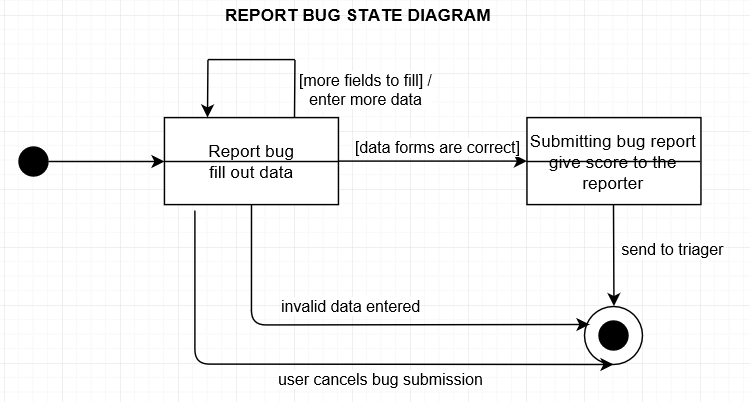 REPORT BUG STATE DIAGRAM
[more fields to fill] /
enter more data
Report bug
fill out data
[data forms are correct]
Submitting bug report
give score to the
reporter
send to triager
invalid data entered
user cancels bug submission